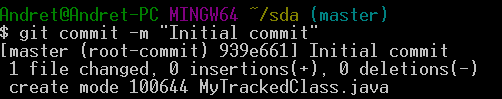 Andret@Andret-PC MINGW64 ~/sda (master)
$ git commit -m "Initial commit"
[master (root-commit) 939e661] Initial commit
 1 file changed, 0 insertions(+), 0 deletions(-)
 create mode 100644 MyTrackedClass.java